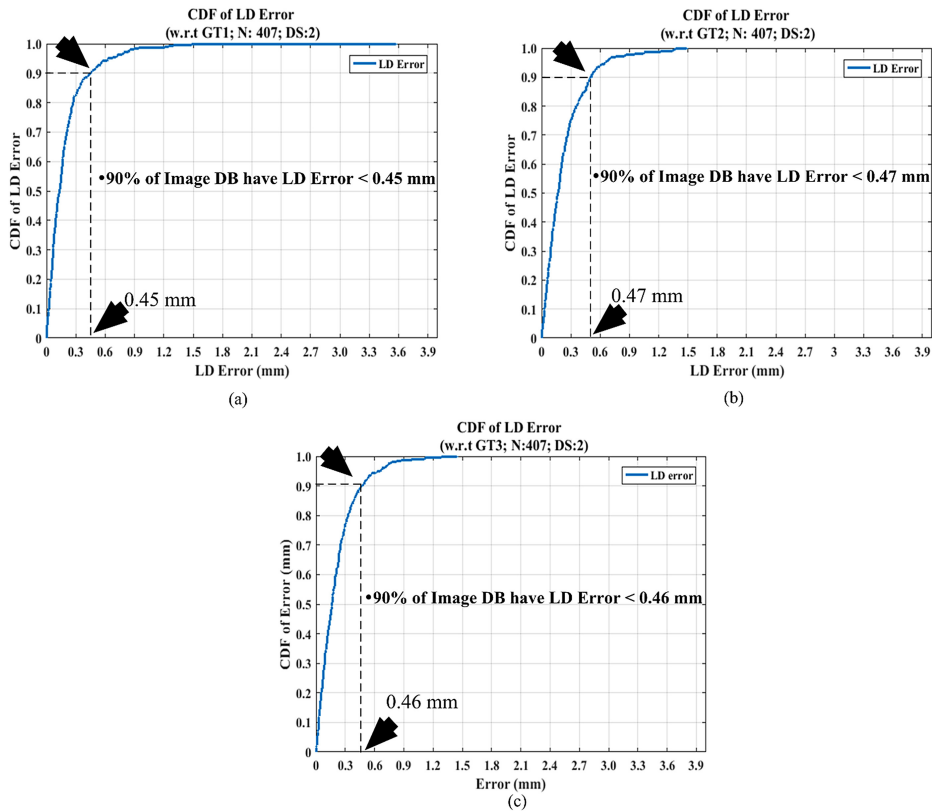 (a)
CDF of LD Error
(w.r.t GT1; N: 407; DS:2)
LD Error
CDF of LD Error
1.0
0.9
0.8
0.7
0.6
0.5
0.4
0.3
0.2
0.1
0
•90% of Image DB have LD Error < 0.45 mm
0.45 mm
0 0.3 0.6 0.9 1.2 1.5 1.8 2.1 2.4 2.7 3.0 3.3 3.6 3.9
LD Error (mm)
(a)
CDF of LD Error
(w.r.t GT2; N: 407; DS:2)
LD Error
CDF of LD Error
1.0
0.9
0.8
0.7
0.6
0.5
0.4
0.3
0.2
0.1
0
•90% of Image DB have LD Error < 0.47 mm
0.47 mm
0 0.3 0.6 0.9 1.2 1.5 1.8 2.1 2.4 2.7 3 3.3 3.6 3.9
LD Error (mm)
(b)
CDF of LD Error
(w.r.t GT3; N:407; DS:2)
LD error
CDF of Error (mm)
1.0
0.9
0.8
0.7
0.6
0.5
0.4
0.3
0.2
0.1
0
•90% of Image DB have LD Error < 0.46 mm
0.46 mm
0 0.3 0.6 0.9 1.2 1.5 1.8 2.1 2.4 2.7 3.0 3.3 3.6 3.9
Error (mm)
(c)